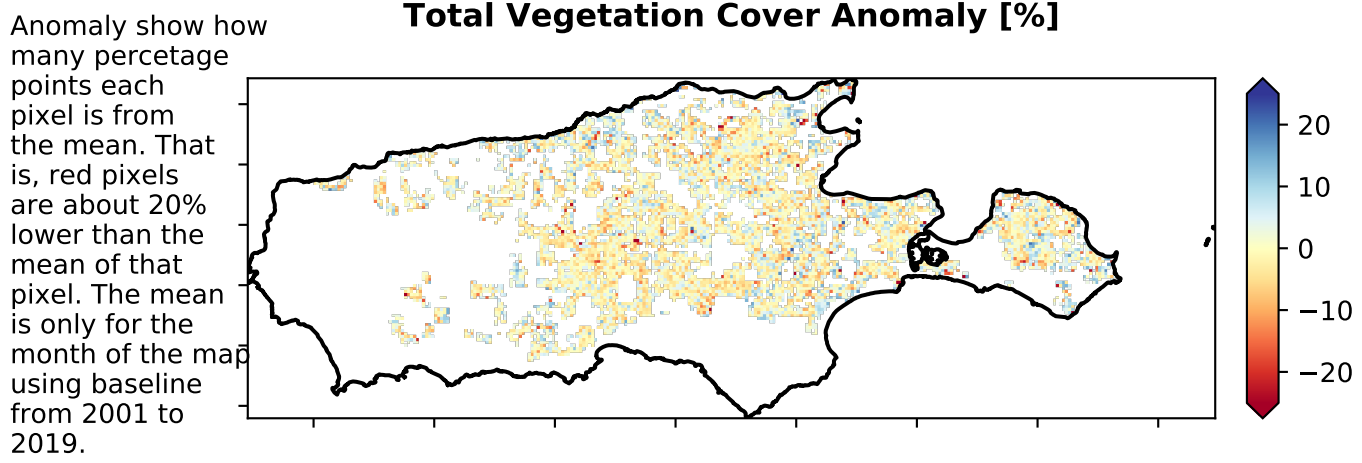 Total Vegetation Cover Anomaly [%]
Anomaly show how
many percetage
points each
pixel is from
the mean. That
is, red pixels
are about 20%
lower than the
mean of that
pixel. The mean
is only for the
month of the map
using baseline
from 2001 to
2019.
20
10
0
−10
−20